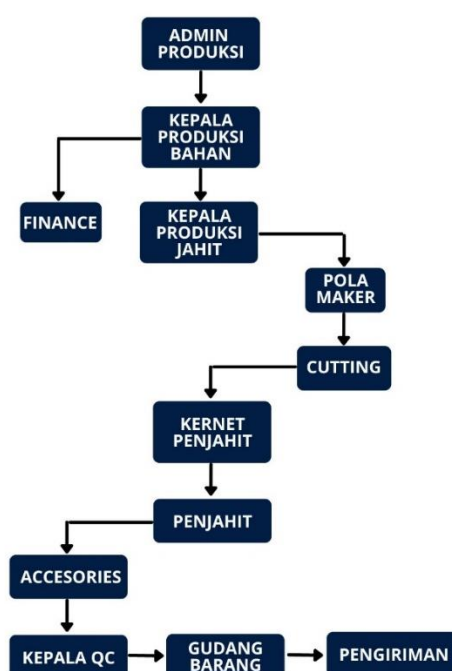 ADMIN
PRODUKSI
KEPALA
PRODUKSI
BAHAN
FINANCE
KEPALA
PRODUKSI
JAHIT
POLA
MAKER
CUTTING
KERNET
PENJAHIT
PENJAHIT
ACCESORIES
KEPALA QC
GUDANG
BARANG
PENGIRIMAN